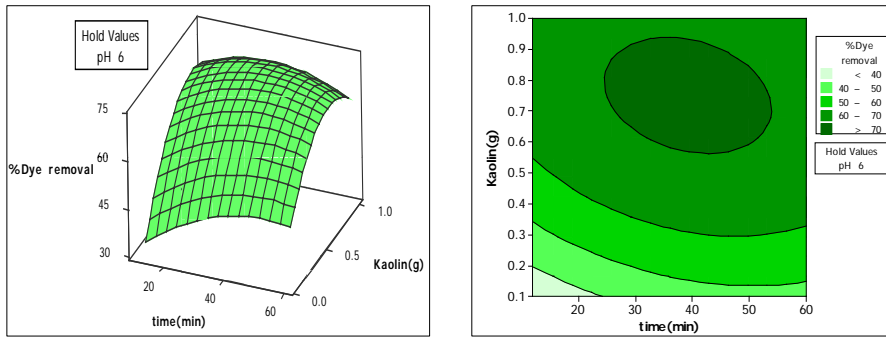 Hold Values
pH 6
75
60
%Dye removal
45
30
20
40
60
time(min)
0.0
0.5
1.0
Kaolin(g)
1.0
0.9
0.8
0.7
0.6
0.5
0.4
0.3
0.2
0.1
Kaolin(g)
20 30 40 50 60
time(min)
%Dye
removal
< 40
40 – 50
50 – 60
60 – 70
> 70
Hold Values
pH 6